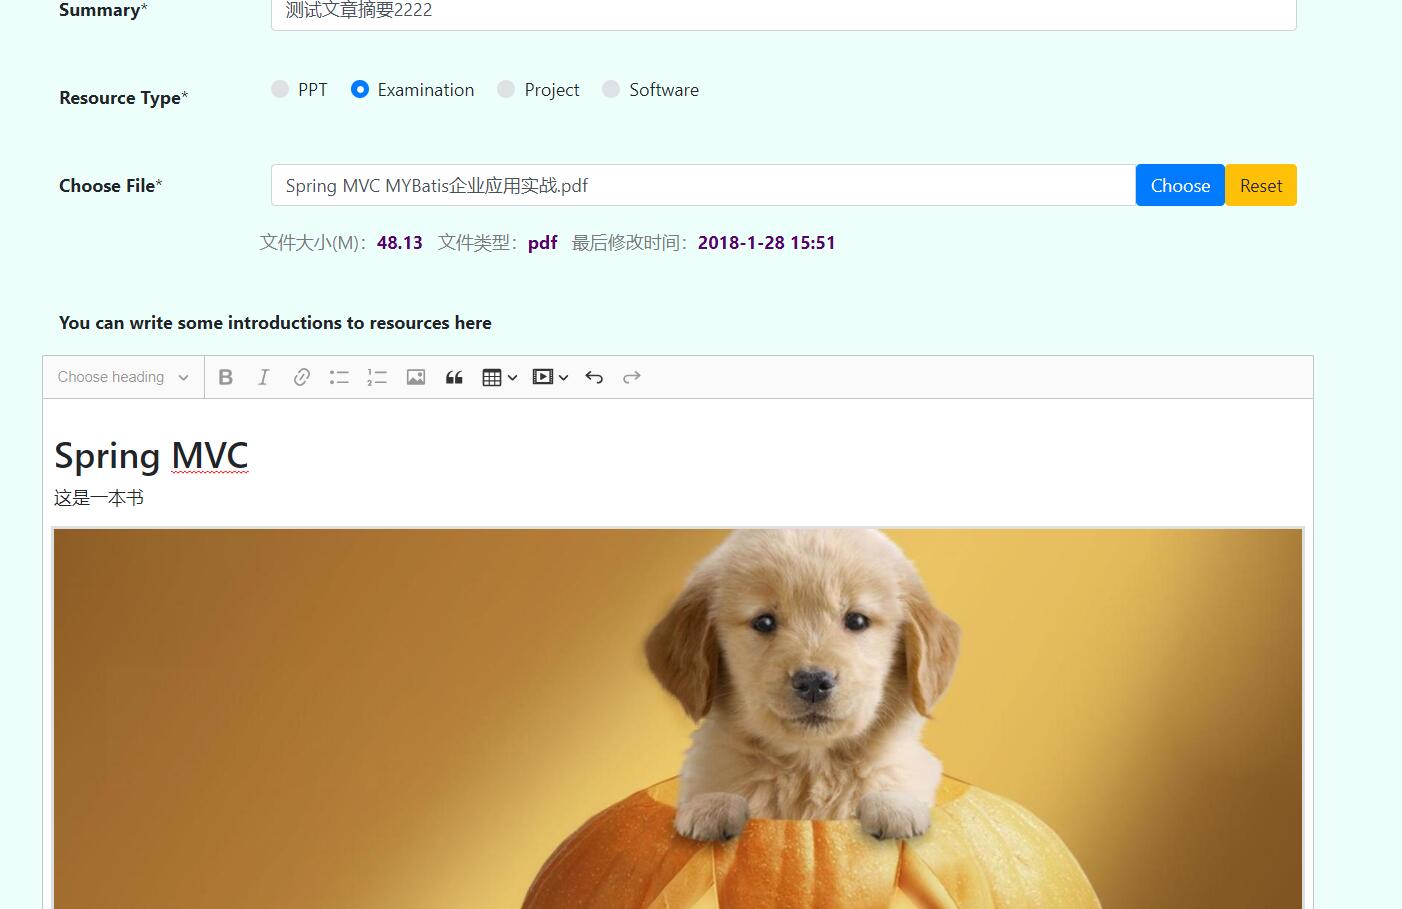 Summary* 测试文章摘要2222
Resource Type* PPT Examination Project Software
Choose File* Spring MVC MYBatis企业应用实战.pdf Choose Reset
文件大小(M)：48.13 文件类型：pdf 最后修改时间：2018-1-28 15:51
You can write some introductions to resources here
Choose heading
Spring MVC
这是一本书